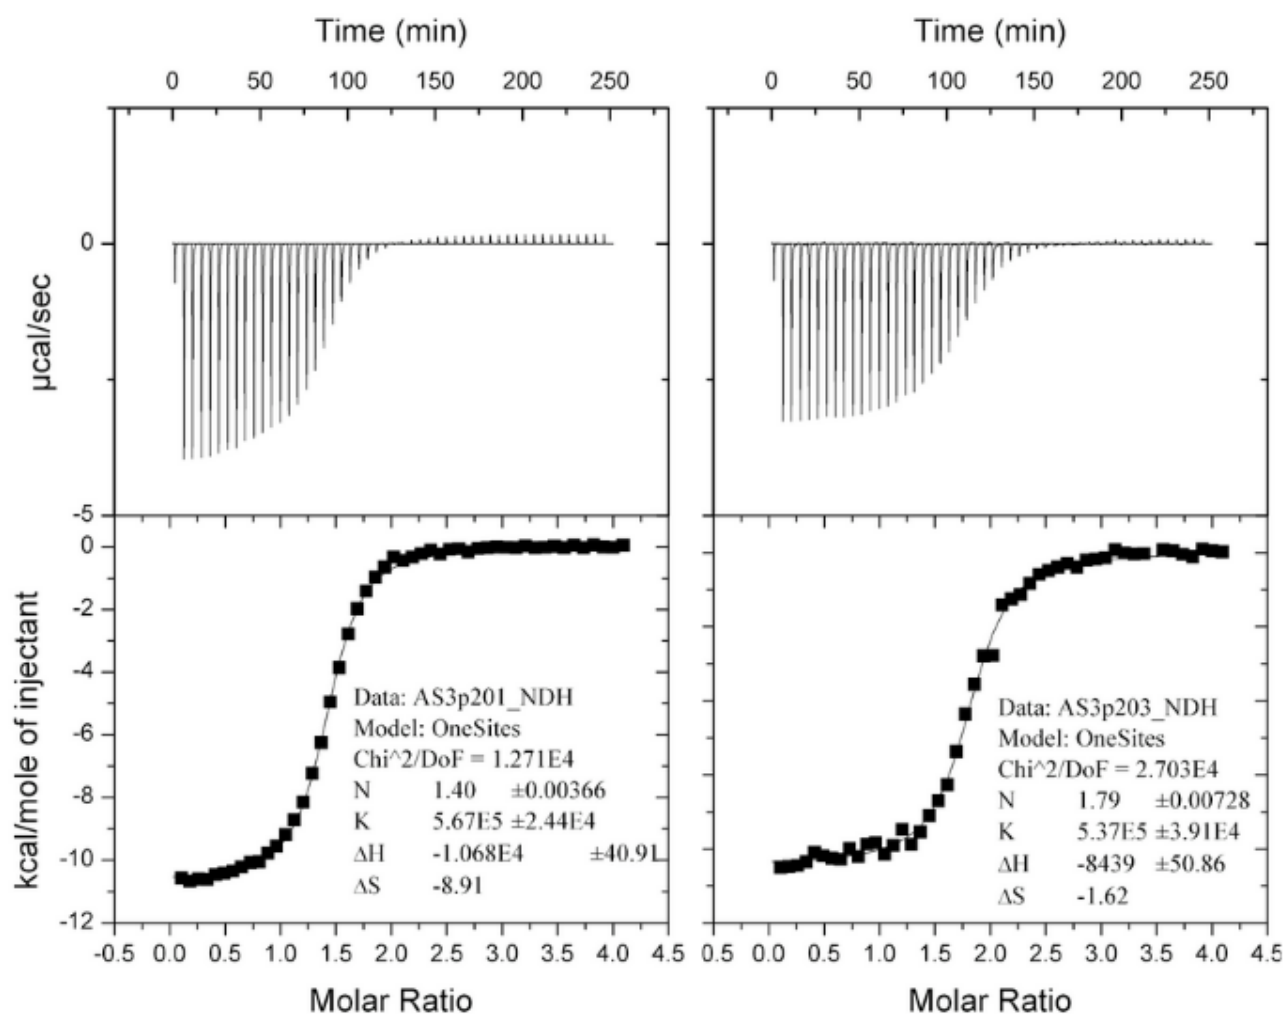 Time (min)
0 50 100 150 200 250
Time (min)
0 50 100 150 200 250
µcal/sec
0
-5
kcal/mole of injectant
0
-2
-4
-6
-8
-10
-12
Data: AS3p201_NDH
Model: OneSites
Chi^2/DoF = 1.271E4
N 1.40 ±0.00366
K 5.67E5 ±2.44E4
ΔH -1.068E4 ±40.91
ΔS -8.91
Data: AS3p203_NDH
Model: OneSites
Chi^2/DoF = 2.703E4
N 1.79 ±0.00728
K 5.37E5 ±3.91E4
ΔH -8439 ±50.86
ΔS -1.62
-0.5 0.0 0.5 1.0 1.5 2.0 2.5 3.0 3.5 4.0 4.5
Molar Ratio
-0.5 0.0 0.5 1.0 1.5 2.0 2.5 3.0 3.5 4.0 4.5
Molar Ratio